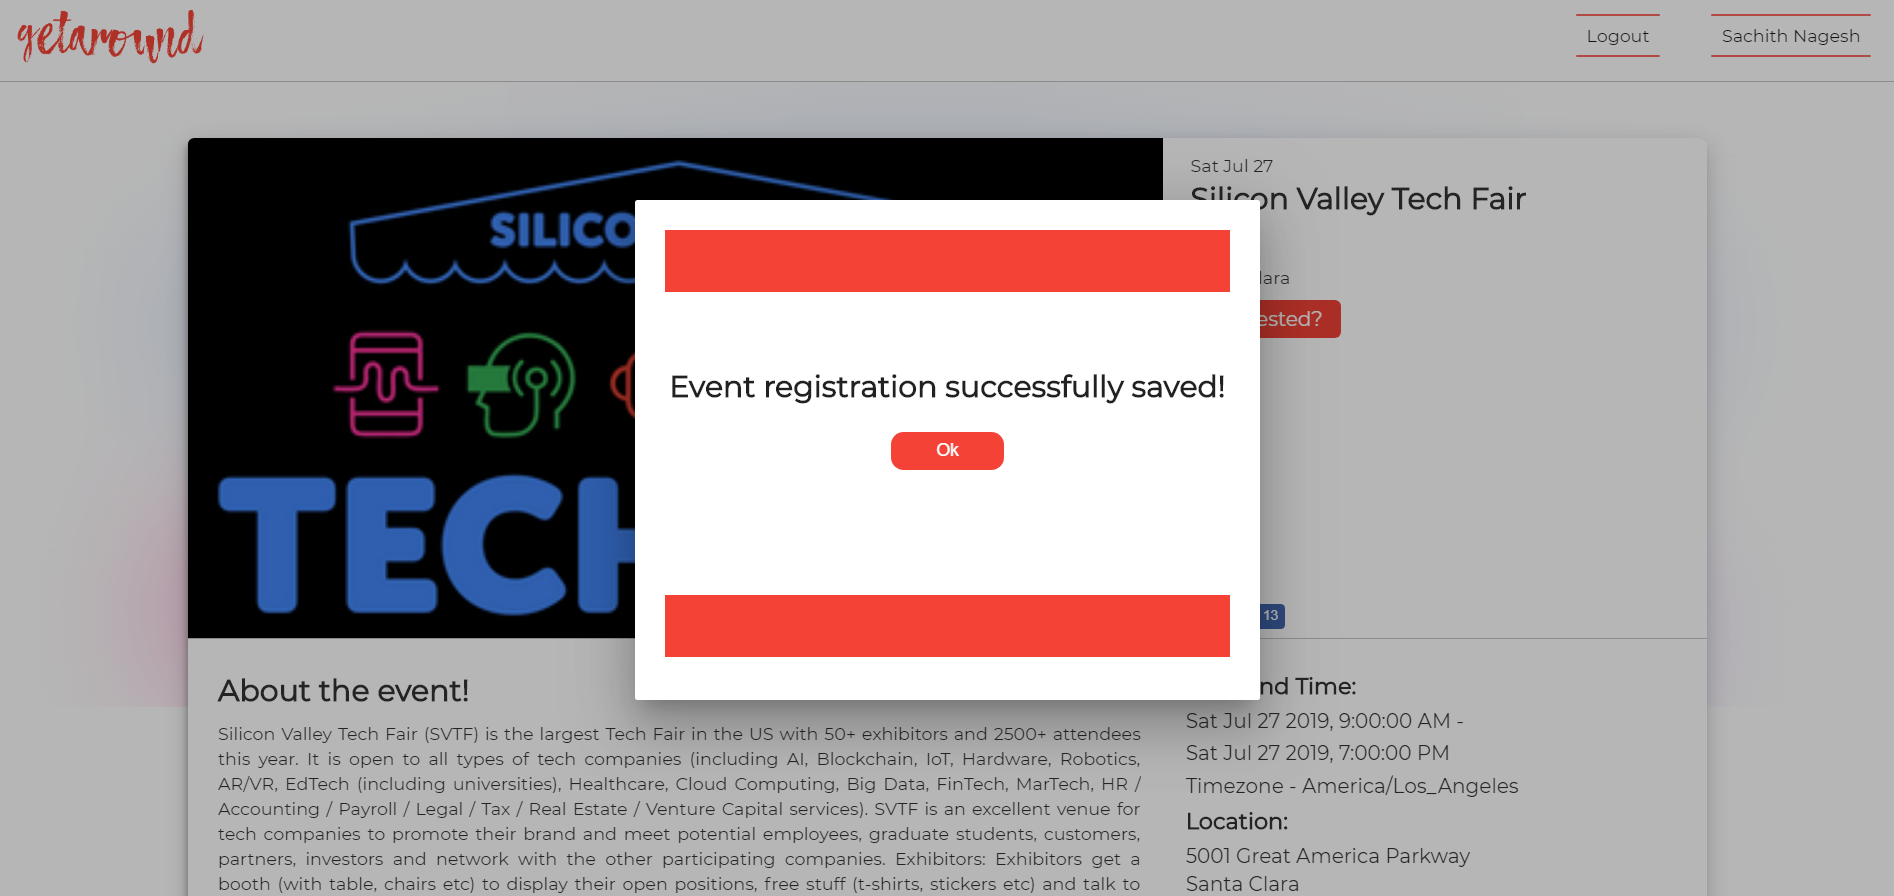 getaround
Logout
Sachith Nagesh
SILICO
TECH
Sat Jul 27
Silicon Valley Tech Fair
Event registration successfully saved!
Ok
13
About the event!
Silicon Valley Tech Fair (SVTF) is the largest Tech Fair in the US with 50+ exhibitors and 2500+ attendees
this year. It is open to all types of tech companies (including AI, Blockchain, IoT, Hardware, Robotics,
AR/VR, EdTech (including universities), Healthcare, Cloud Computing, Big Data, FinTech, MarTech, HR /
Accounting / Payroll / Legal / Tax / Real Estate / Venture Capital services). SVTF is an excellent venue for
tech companies to promote their brand and meet potential employees, graduate students, customers,
partners, investors and network with the other participating companies. Exhibitors: Exhibitors get a
booth (with table, chairs etc) to display their open positions, free stuff (t-shirts, stickers etc) and talk to
Time:
Sat Jul 27 2019, 9:00:00 AM -
Sat Jul 27 2019, 7:00:00 PM
Timezone - America/Los_Angeles
Location:
5001 Great America Parkway
Santa Clara